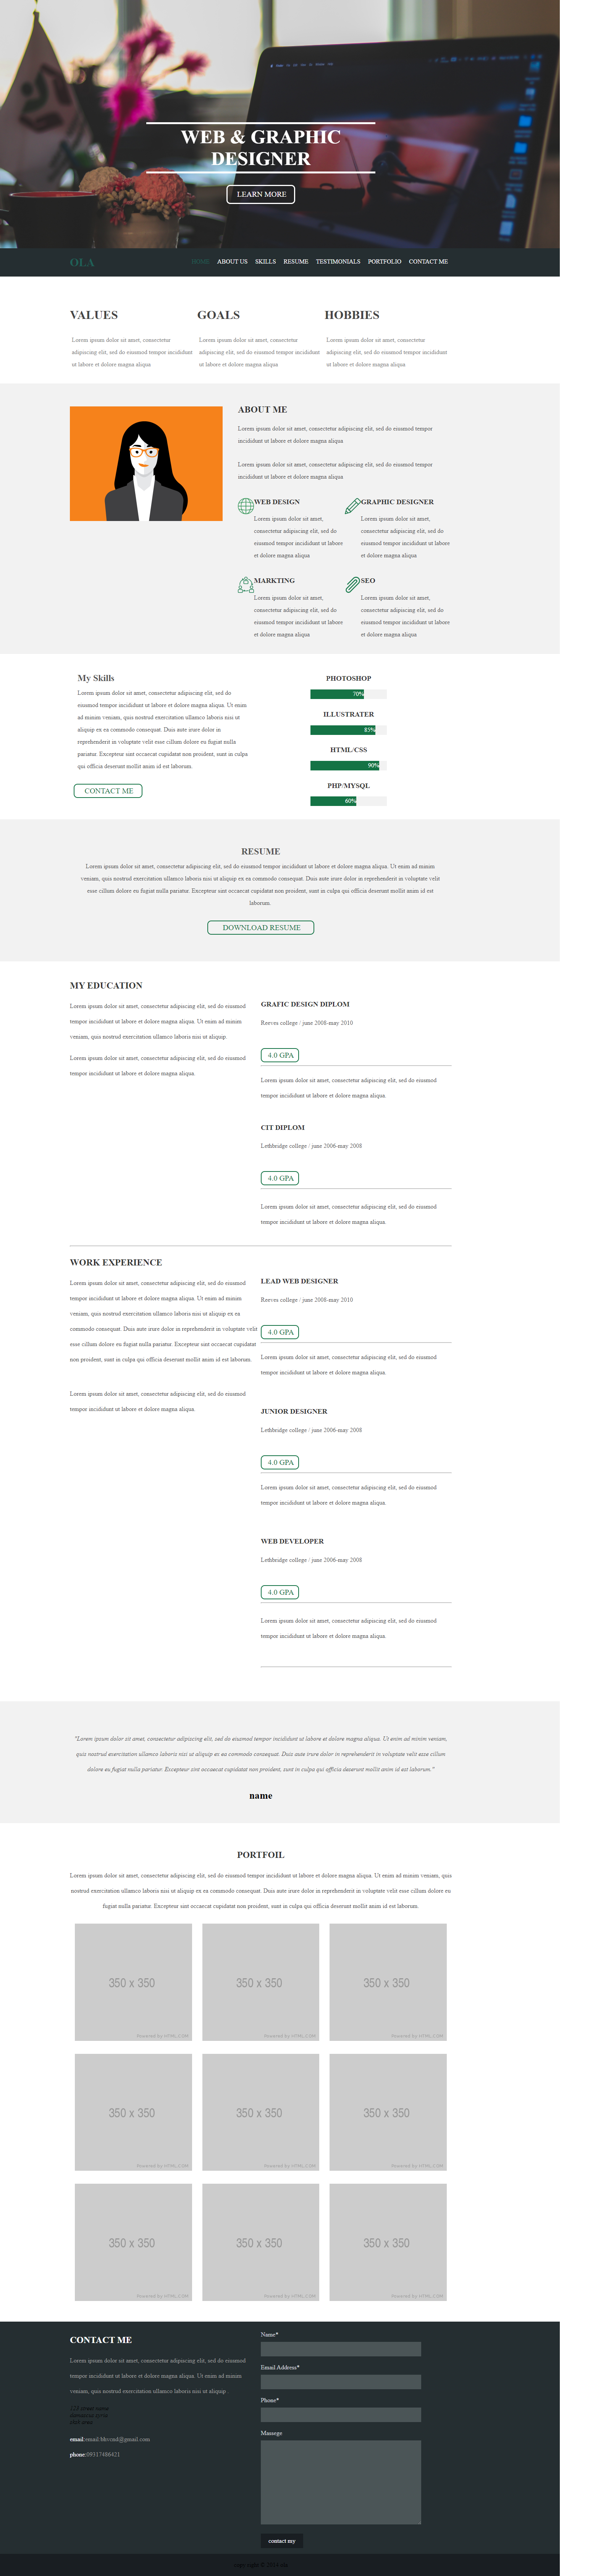 WEB & GRAPHIC
DESIGNER
LEARN MORE
OLA
HOME ABOUT US SKILLS RESUME TESTIMONIALS PORTFOLIO CONTACT ME
VALUES
Lorem ipsum dolor sit amet, consectetur
adipiscing elit, sed do eiusmod tempor incididunt
ut labore et dolore magna aliqua
GOALS
Lorem ipsum dolor sit amet, consectetur
adipiscing elit, sed do eiusmod tempor incididunt
ut labore et dolore magna aliqua
HOBBIES
Lorem ipsum dolor sit amet, consectetur
adipiscing elit, sed do eiusmod tempor incididunt
ut labore et dolore magna aliqua
ABOUT ME
Lorem ipsum dolor sit amet, consectetur adipiscing elit, sed do eiusmod tempor
incididunt ut labore et dolore magna aliqua
Lorem ipsum dolor sit amet, consectetur adipiscing elit, sed do eiusmod tempor
incididunt ut labore et dolore magna aliqua
WEB DESIGN
Lorem ipsum dolor sit amet,
consectetur adipiscing elit, sed do
eiusmod tempor incididunt ut labore
et dolore magna aliqua
GRAPHIC DESIGNER
Lorem ipsum dolor sit amet,
consectetur adipiscing elit, sed do
eiusmod tempor incididunt ut labore
et dolore magna aliqua
MARKTING
Lorem ipsum dolor sit amet,
consectetur adipiscing elit, sed do
eiusmod tempor incididunt ut labore
et dolore magna aliqua
SEO
Lorem ipsum dolor sit amet,
consectetur adipiscing elit, sed do
eiusmod tempor incididunt ut labore
et dolore magna aliqua
My Skills
Lorem ipsum dolor sit amet, consectetur adipiscing elit, sed do
eiusmod tempor incididunt ut labore et dolore magna aliqua. Ut enim
ad minim veniam, quis nostrud exercitation ullamco laboris nisi ut
aliquip ex ea commodo consequat. Duis aute irure dolor in
reprehenderit in voluptate velit esse cillum dolore eu fugiat nulla
pariatur. Excepteur sint occaecat cupidatat non proident, sunt in culpa
qui officia deserunt mollit anim id est laborum.
CONTACT ME
PHOTOSHOP
70%
ILLUSTRATER
85%
HTML/CSS
90%
PHP/MYSQL
60%
RESUME
Lorem ipsum dolor sit amet, consectetur adipiscing elit, sed do eiusmod tempor incididunt ut labore et dolore magna aliqua. Ut enim ad minim
veniam, quis nostrud exercitation ullamco laboris nisi ut aliquip ex ea commodo consequat. Duis aute irure dolor in reprehenderit in voluptate velit
esse cillum dolore eu fugiat nulla pariatur. Excepteur sint occaecat cupidatat non proident, sunt in culpa qui officia deserunt mollit anim id est
laborum.
DOWNLOAD RESUME
MY EDUCATION
Lorem ipsum dolor sit amet, consectetur adipiscing elit, sed do eiusmod
tempor incididunt ut labore et dolore magna aliqua. Ut enim ad minim
veniam, quis nostrud exercitation ullamco laboris nisi ut aliquip.
Lorem ipsum dolor sit amet, consectetur adipiscing elit, sed do eiusmod
tempor incididunt ut labore et dolore magna aliqua.
GRAFIC DESIGN DIPLOM
Reeves college / june 2008-may 2010
4.0 GPA
Lorem ipsum dolor sit amet, consectetur adipiscing elit, sed do eiusmod
tempor incididunt ut labore et dolore magna aliqua.
CIT DIPLOM
Lethbridge college / june 2006-may 2008
4.0 GPA
Lorem ipsum dolor sit amet, consectetur adipiscing elit, sed do eiusmod
tempor incididunt ut labore et dolore magna aliqua.
WORK EXPERIENCE
Lorem ipsum dolor sit amet, consectetur adipiscing elit, sed do eiusmod
tempor incididunt ut labore et dolore magna aliqua. Ut enim ad minim
veniam, quis nostrud exercitation ullamco laboris nisi ut aliquip ex ea
commodo consequat. Duis aute irure dolor in reprehenderit in voluptate velit
esse cillum dolore eu fugiat nulla pariatur. Excepteur sint occaecat cupidatat
non proident, sunt in culpa qui officia deserunt mollit anim id est laborum.
Lorem ipsum dolor sit amet, consectetur adipiscing elit, sed do eiusmod
tempor incididunt ut labore et dolore magna aliqua.
LEAD WEB DESIGNER
Reeves college / june 2008-may 2010
4.0 GPA
Lorem ipsum dolor sit amet, consectetur adipiscing elit, sed do eiusmod
tempor incididunt ut labore et dolore magna aliqua.
JUNIOR DESIGNER
Lethbridge college / june 2006-may 2008
4.0 GPA
Lorem ipsum dolor sit amet, consectetur adipiscing elit, sed do eiusmod
tempor incididunt ut labore et dolore magna aliqua.
WEB DEVELOPER
Lethbridge college / june 2006-may 2008
4.0 GPA
Lorem ipsum dolor sit amet, consectetur adipiscing elit, sed do eiusmod
tempor incididunt ut labore et dolore magna aliqua.
"Lorem ipsum dolor sit amet, consectetur adipiscing elit, sed do eiusmod tempor incididunt ut labore et dolore magna aliqua. Ut enim ad minim veniam,
quis nostrud exercitation ullamco laboris nisi ut aliquip ex ea commodo consequat. Duis aute irure dolor in reprehenderit in voluptate velit esse cillum
dolore eu fugiat nulla pariatur. Excepteur sint occaecat cupidatat non proident, sunt in culpa qui officia deserunt mollit anim id est laborum."
name
PORTFOIL
Lorem ipsum dolor sit amet, consectetur adipiscing elit, sed do eiusmod tempor incididunt ut labore et dolore magna aliqua. Ut enim ad minim veniam, quis
nostrud exercitation ullamco laboris nisi ut aliquip ex ea commodo consequat. Duis aute irure dolor in reprehenderit in voluptate velit esse cillum dolore eu
fugiat nulla pariatur. Excepteur sint occaecat cupidatat non proident, sunt in culpa qui officia deserunt mollit anim id est laborum.
350 x 350
Powered by HTML.COM
350 x 350
Powered by HTML.COM
350 x 350
Powered by HTML.COM
350 x 350
Powered by HTML.COM
350 x 350
Powered by HTML.COM
350 x 350
Powered by HTML.COM
350 x 350
Powered by HTML.COM
350 x 350
Powered by HTML.COM
350 x 350
Powered by HTML.COM
CONTACT ME
Lorem ipsum dolor sit amet, consectetur adipiscing elit, sed do eiusmod
tempor incididunt ut labore et dolore magna aliqua. Ut enim ad minim
veniam, quis nostrud exercitation ullamco laboris nisi ut aliquip.
123 street name
phone:09317486421
Name*
Email Address*
Phone*
Massege
contact my